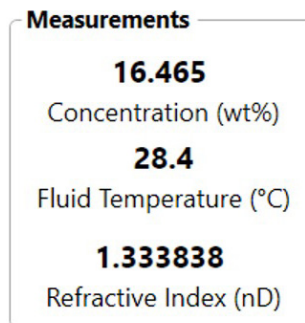 Measurements
16.465
Concentration (wt%)
28.4
Fluid Temperature (°C)
1.333838
Refractive Index (nD)